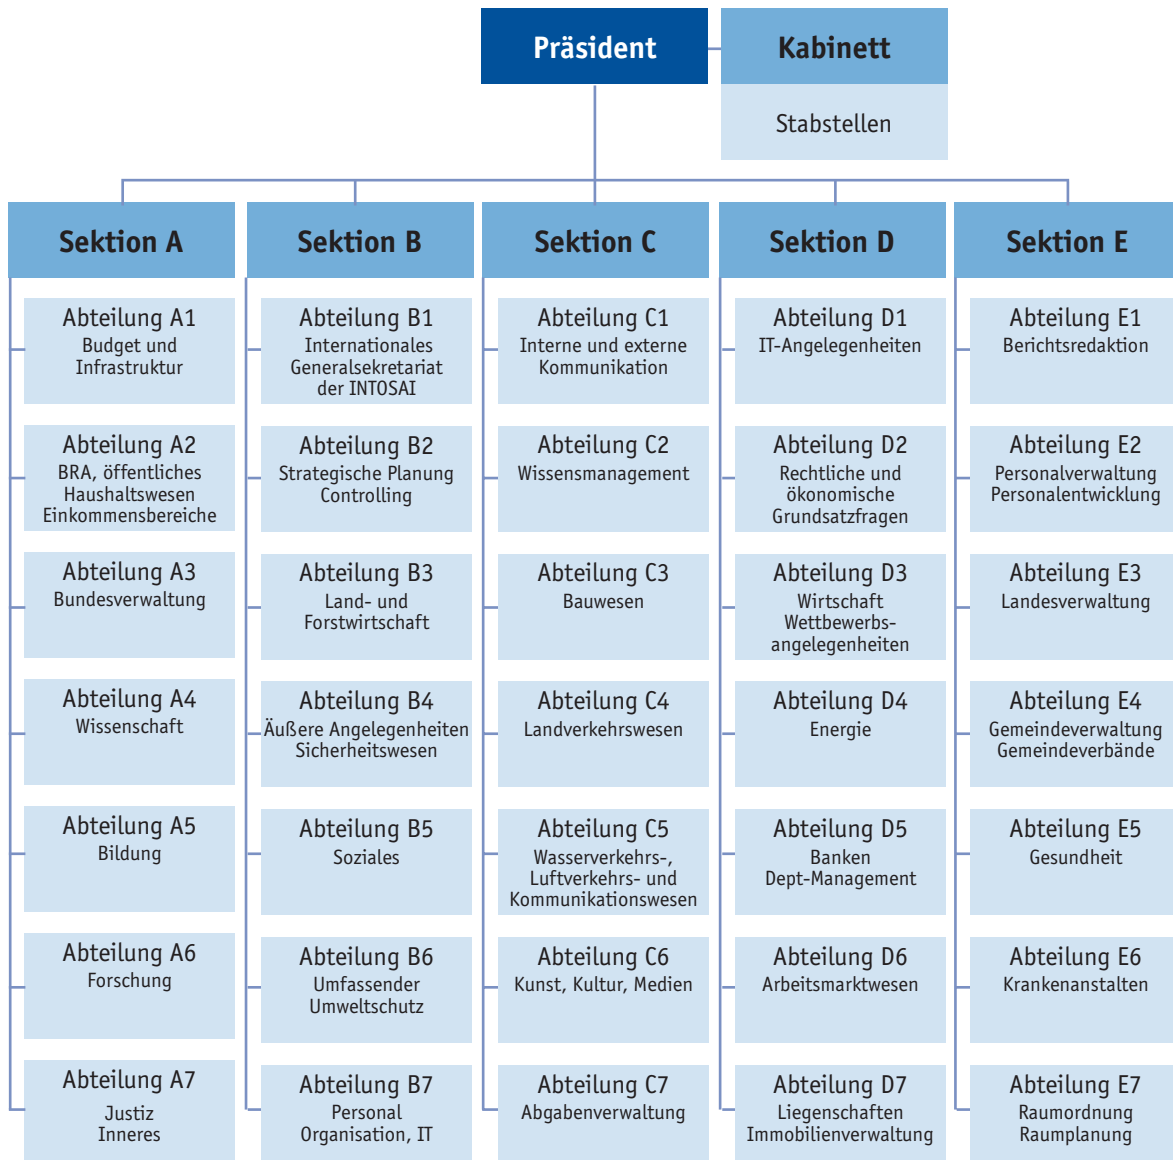 Präsident
Kabinett
Stabstellen
Sektion A
Abteilung A1
Budget und
Infrastruktur
Abteilung A2
BRA, öffentliches
Haushaltswesen
Einkommensbereiche
Abteilung A3
Bundesverwaltung
Abteilung A4
Wissenschaft
Abteilung A5
Bildung
Abteilung A6
Forschung
Abteilung A7
Justiz
Inneres
Sektion B
Abteilung B1
Internationales
Generalsekretariat
der INTOSAI
Abteilung B2
Strategische Planung
Controlling
Abteilung B3
Land- und
Forstwirtschaft
Abteilung B4
Äußere Angelegenheiten
Sicherheitswesen
Abteilung B5
Soziales
Abteilung B6
Umfassender
Umweltschutz
Abteilung B7
Personal
Organisation, IT
Sektion C
Abteilung C1
Interne und externe
Kommunikation
Abteilung C2
Wissensmanagement
Abteilung C3
Bauwesen
Abteilung C4
Landverkehrswesen
Abteilung C5
Wasserverkehrs-,
Luftverkehrs- und
Kommunikationswesen
Abteilung C6
Kunst, Kultur, Medien
Abteilung C7
Abgabenverwaltung
Sektion D
Abteilung D1
IT-Angelegenheiten
Abteilung D2
Rechtliche und
ökonomische
Grundsatzfragen
Abteilung D3
Wirtschaft
Wettbewerbs-
angelegenheiten
Abteilung D4
Energie
Abteilung D5
Banken
Dept-Management
Abteilung D6
Arbeitsmarktwesen
Abteilung D7
Liegenschaften
Immobilienverwaltung
Sektion E
Abteilung E1
Berichtsredaktion
Abteilung E2
Personalverwaltung
Personalentwicklung
Abteilung E3
Landesverwaltung
Abteilung E4
Gemeindeverwaltung
Gemeindeverbände
Abteilung E5
Gesundheit
Abteilung E6
Krankenanstalten
Abteilung E7
Raumordnung
Raumplanung